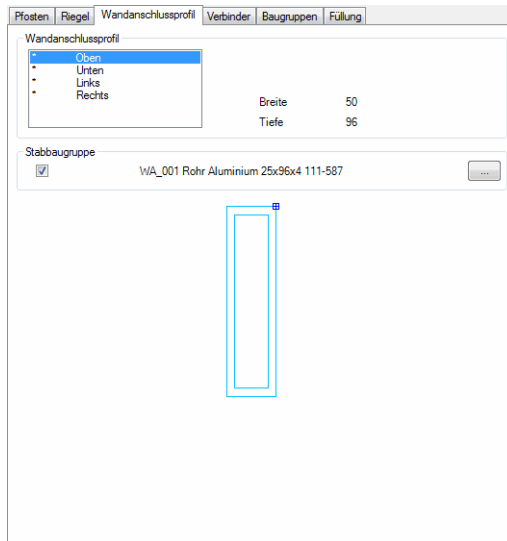 Pfosten Riegel Wandanschlussprofil Verbinder Baugruppen Füllung
Wandanschlussprofil
* Oben
* Unten
* Links
* Rechts
Breite 50
Tiefe 96
Stabbaugruppe
WA_001 Rohr Aluminium 25x96x4 111-587
...